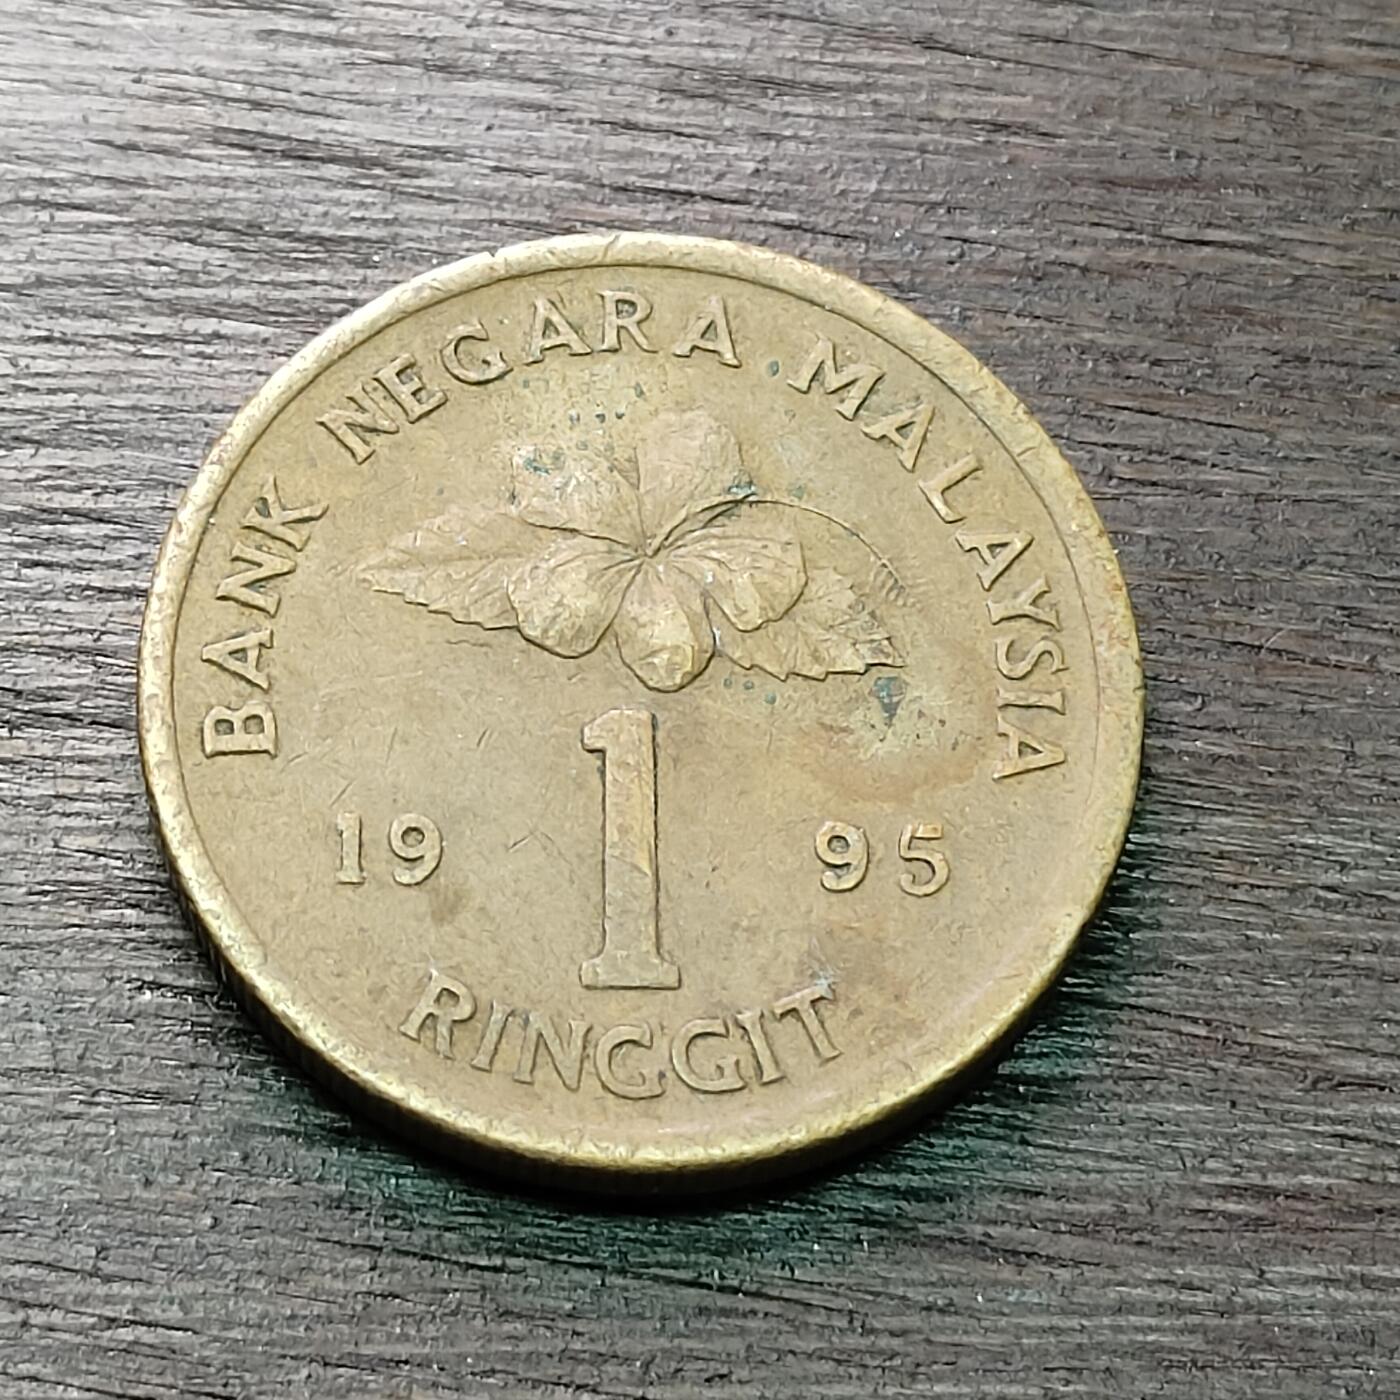 BANK NEGARA MALAYSIA
1
19 95
RINGGIT